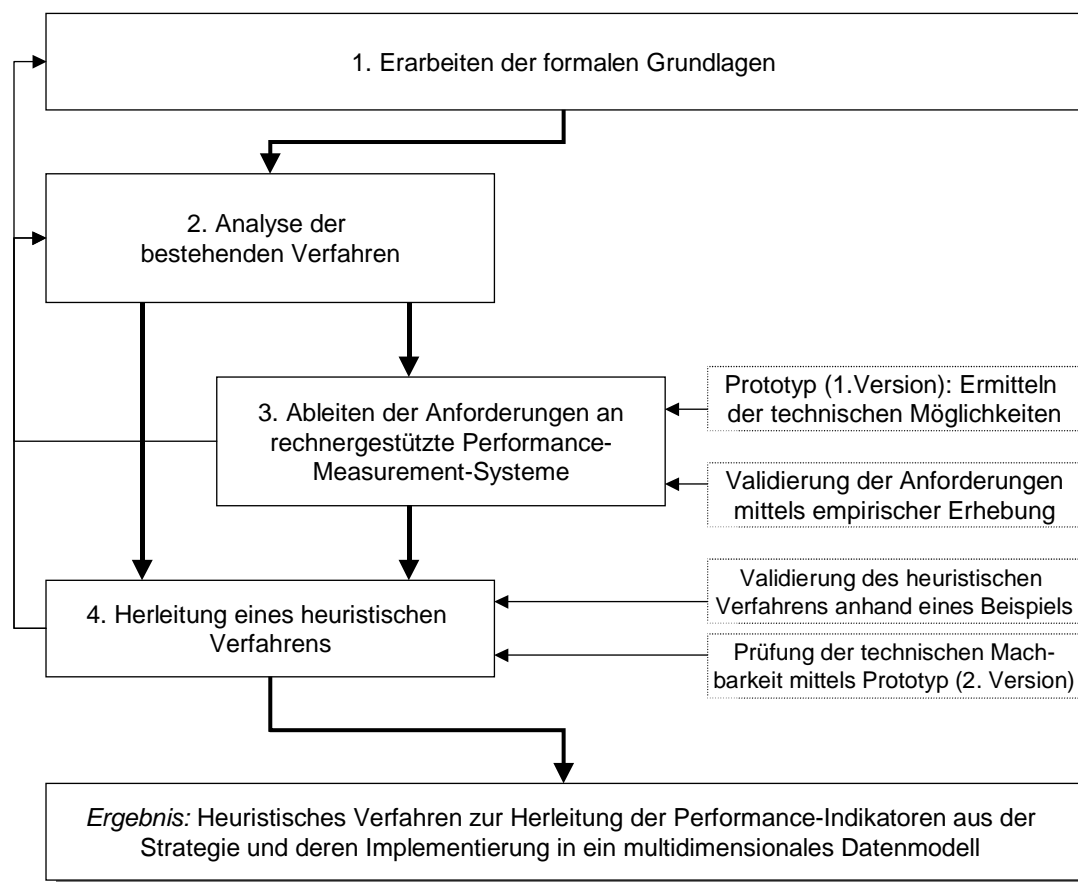 1. Erarbeiten der formalen Grundlagen
2. Analyse der
bestehenden Verfahren
3. Ableiten der Anforderungen an
rechnergestützte Performance-
Measurement-Systeme
Prototyp (1.Version): Ermitteln
der technischen Möglichkeiten
Validierung der Anforderungen
mittels empirischer Erhebung
4. Herleitung eines heuristischen
Verfahrens
Validierung des heuristischen
Verfahrens anhand eines Beispiels
Prüfung der technischen Mach-
barkeit mittels Prototyp (2. Version)
Ergebnis: Heuristisches Verfahren zur Herleitung der Performance-Indikatoren aus der
Strategie und deren Implementierung in ein multidimensionales Datenmodell